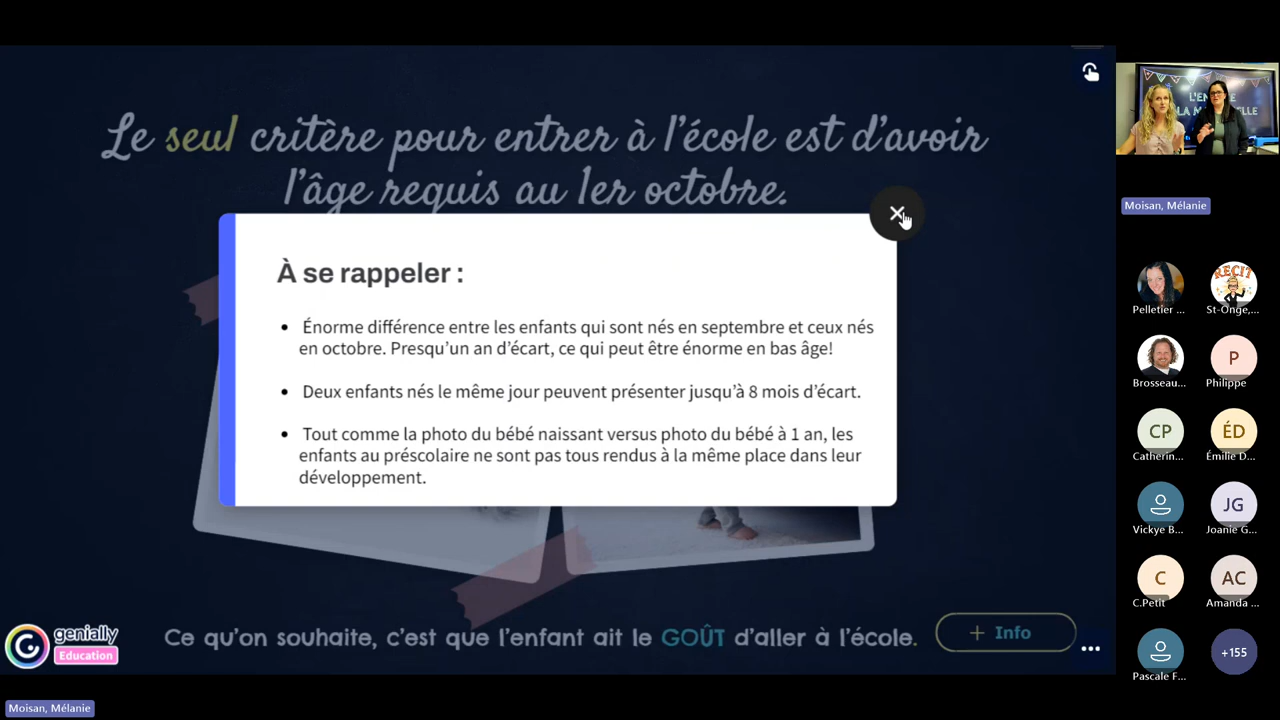 Le seul critère pour entrer à l'école est d'avoir
l'âge requis au 1er octobre.
À se rappeler :
• Énorme différence entre les enfants qui sont nés en septembre et ceux nés
en octobre. Presqu'un an d'écart, ce qui peut être énorme en bas âge!
• Deux enfants nés le même jour peuvent présenter jusqu'à 8 mois d'écart.
• Tout comme la photo du bébé naissant versus photo du bébé à 1 an, les
enfants au préscolaire ne sont pas tous rendus à la même place dans leur
développement.
Ce qu'on souhaite, c'est que l'enfant ait le GOÛT d'aller à l'école.
+ Info
genially
Education
Moisan, Mélanie
Moisan, Mélanie
Pelletier ...
RECIT
St-Onge,...
Brosseau...
P
Philippe
CP
Catherin...
ÉD
Émilie D...
Vickye B...
JG
Joanie G...
C
C.Petit
AC
Amanda ...
Pascale F...
+155